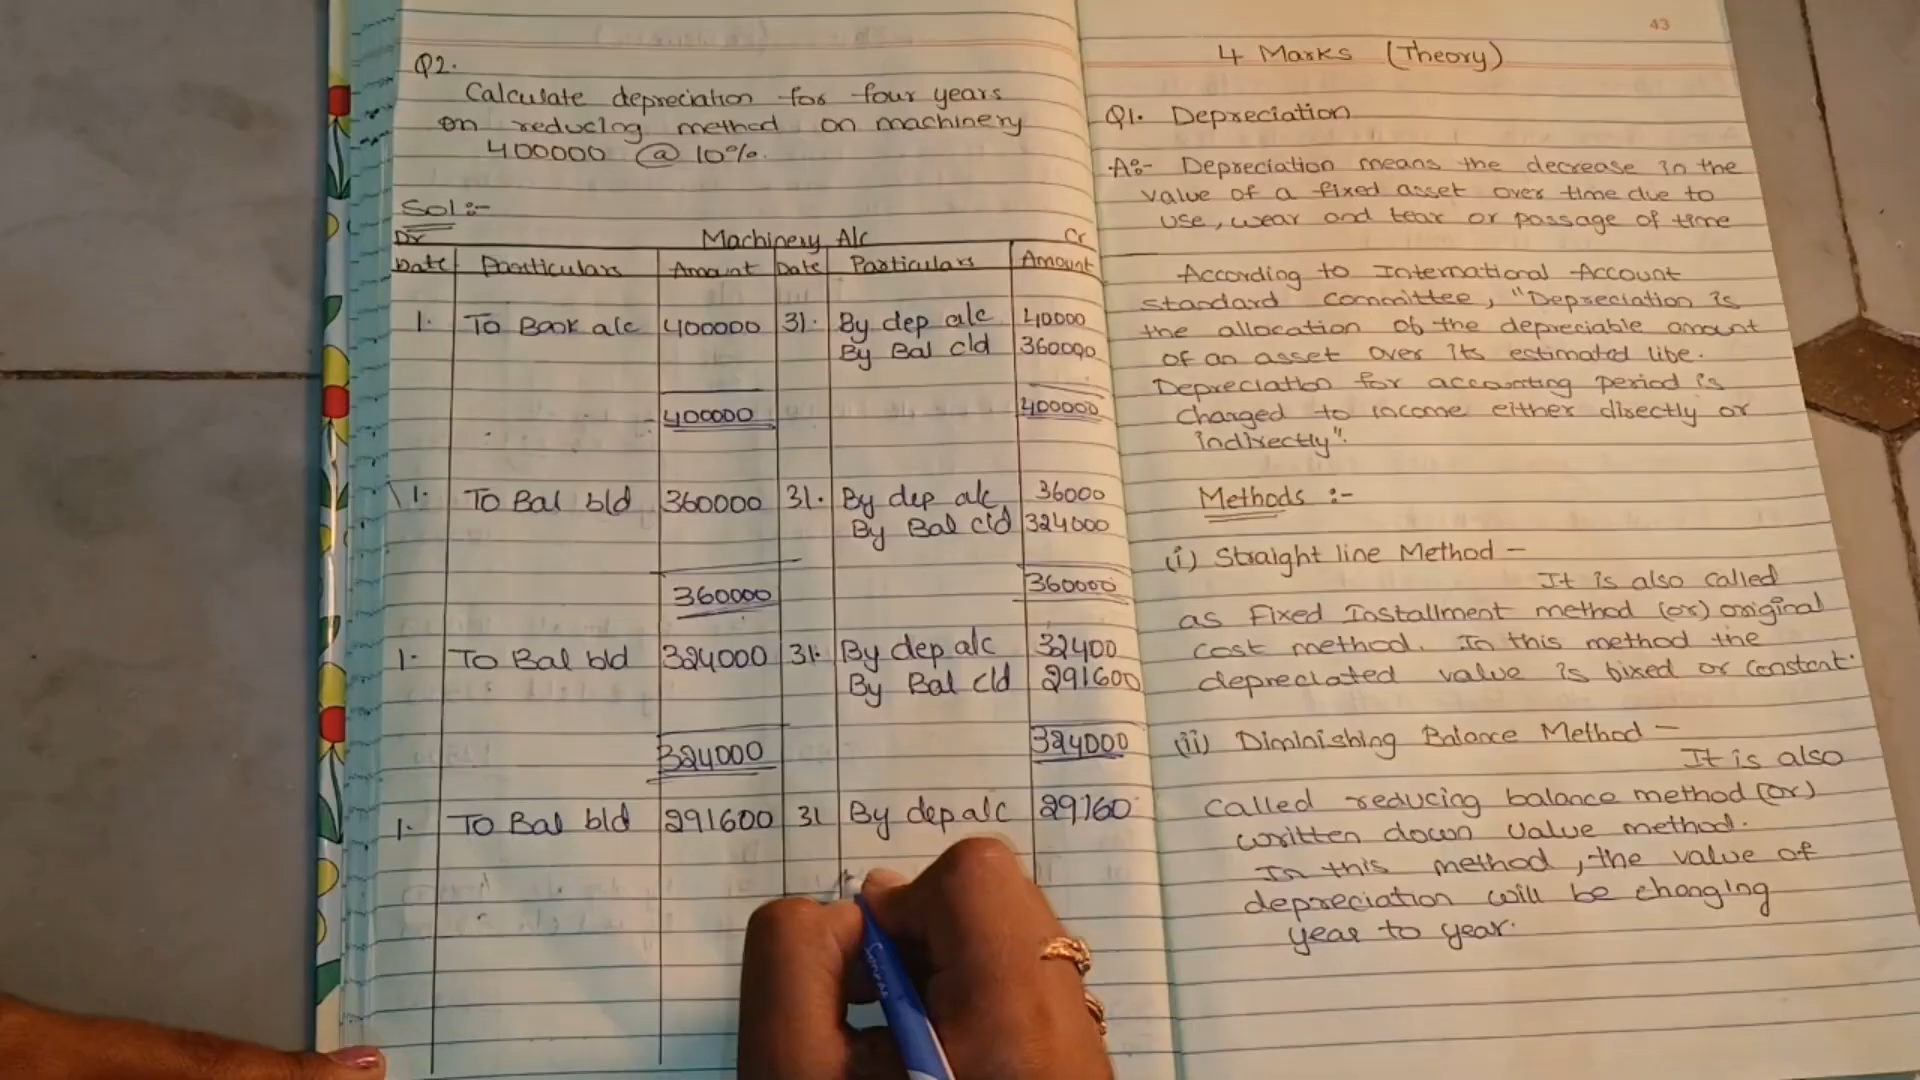 Q2.
Calculate depreciation for four years
on reducing method on machinery
400000 @ 10%.
Sol:-
Dr Machinery A/c Cr
Date Particulars Amount Date Particulars Amount
1. To Book a/c 400000 31. By dep a/c 40000
By Bal c/d 360000
400000 400000
1. To Bal b/d 360000 31. By dep a/c 36000
By Bal c/d 324000
360000 360000
1. To Bal b/d 324000 31. By dep a/c 32400
By Bal c/d 291600
324000 324000
1. To Bal b/d 291600 31 By dep a/c 29160
43
4 Marks (Theory)
Q1. Depreciation
A:- Depreciation means the decrease in the
value of a fixed asset over time due to
use, wear and tear or passage of time
According to International Account
standard committee, "Depreciation is
the allocation of the depreciable amount
of an asset over its estimated life.
Depreciation for accounting period is
charged to income either directly or
indirectly".
Methods :-
(i) Straight line Method -
It is also called
as Fixed Installment method (or) original
cost method. In this method the
depreciated value is fixed or constant.
(ii) Diminishing Balance Method -
It is also
called reducing balance method (or)
written down value method.
In this method, the value of
depreciation will be changing
year to year.